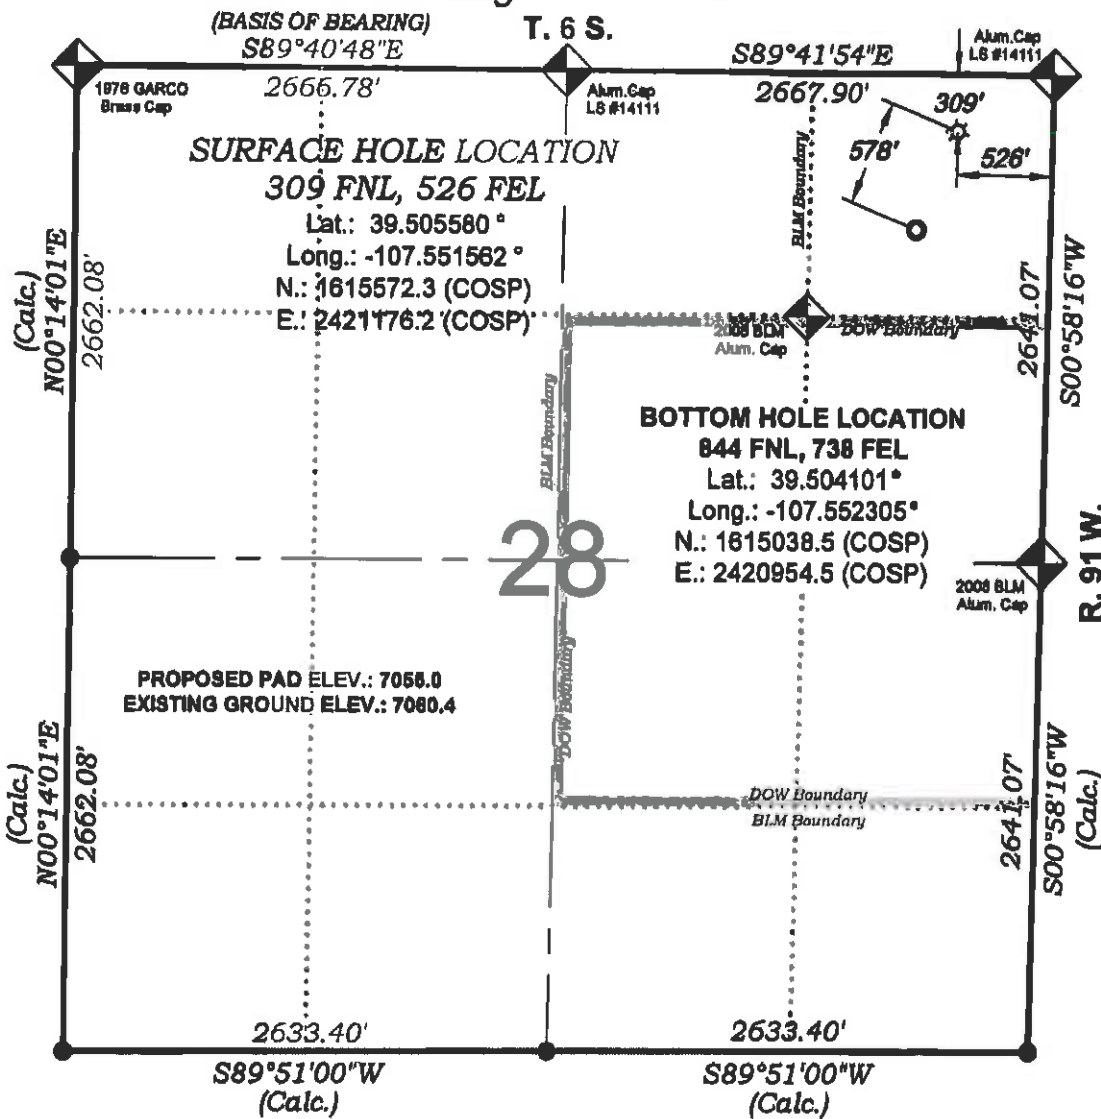 (BASIS OF BEARING)
S89°40'48"E
T. 6 S.
S89°41'54"E
Alum.Cap
LS #14111
1976 GARCO
Brass Cap
2666.78'
Alum.Cap
LS #14111
2667.90'
309'
578'
526'
BLM Boundary
SURFACE HOLE LOCATION
309 FNL, 526 FEL
Lat.: 39.505580 °
Long.: -107.551562 °
N.: 1615572.3 (COSP)
E.: 2421176.2 (COSP)
(Calc.)
N00°14'01"E
2662.08'
2641.07'
S00°58'16"W
2008 BLM
Alum. Cap
DOW Boundary
BLM Boundary
BOTTOM HOLE LOCATION
844 FNL, 738 FEL
Lat.: 39.504101°
Long.: -107.552305°
N.: 1615038.5 (COSP)
E.: 2420954.5 (COSP)
28
2008 BLM
Alum. Cap
R. 91 W.
PROPOSED PAD ELEV.: 7056.0
EXISTING GROUND ELEV.: 7060.4
DOW Boundary
(Calc.)
N00°14'01"E
2662.08'
DOW Boundary
BLM Boundary
2641.07'
S00°58'16"W
(Calc.)
2633.40'
2633.40'
S89°51'00"W
(Calc.)
S89°51'00"W
(Calc.)